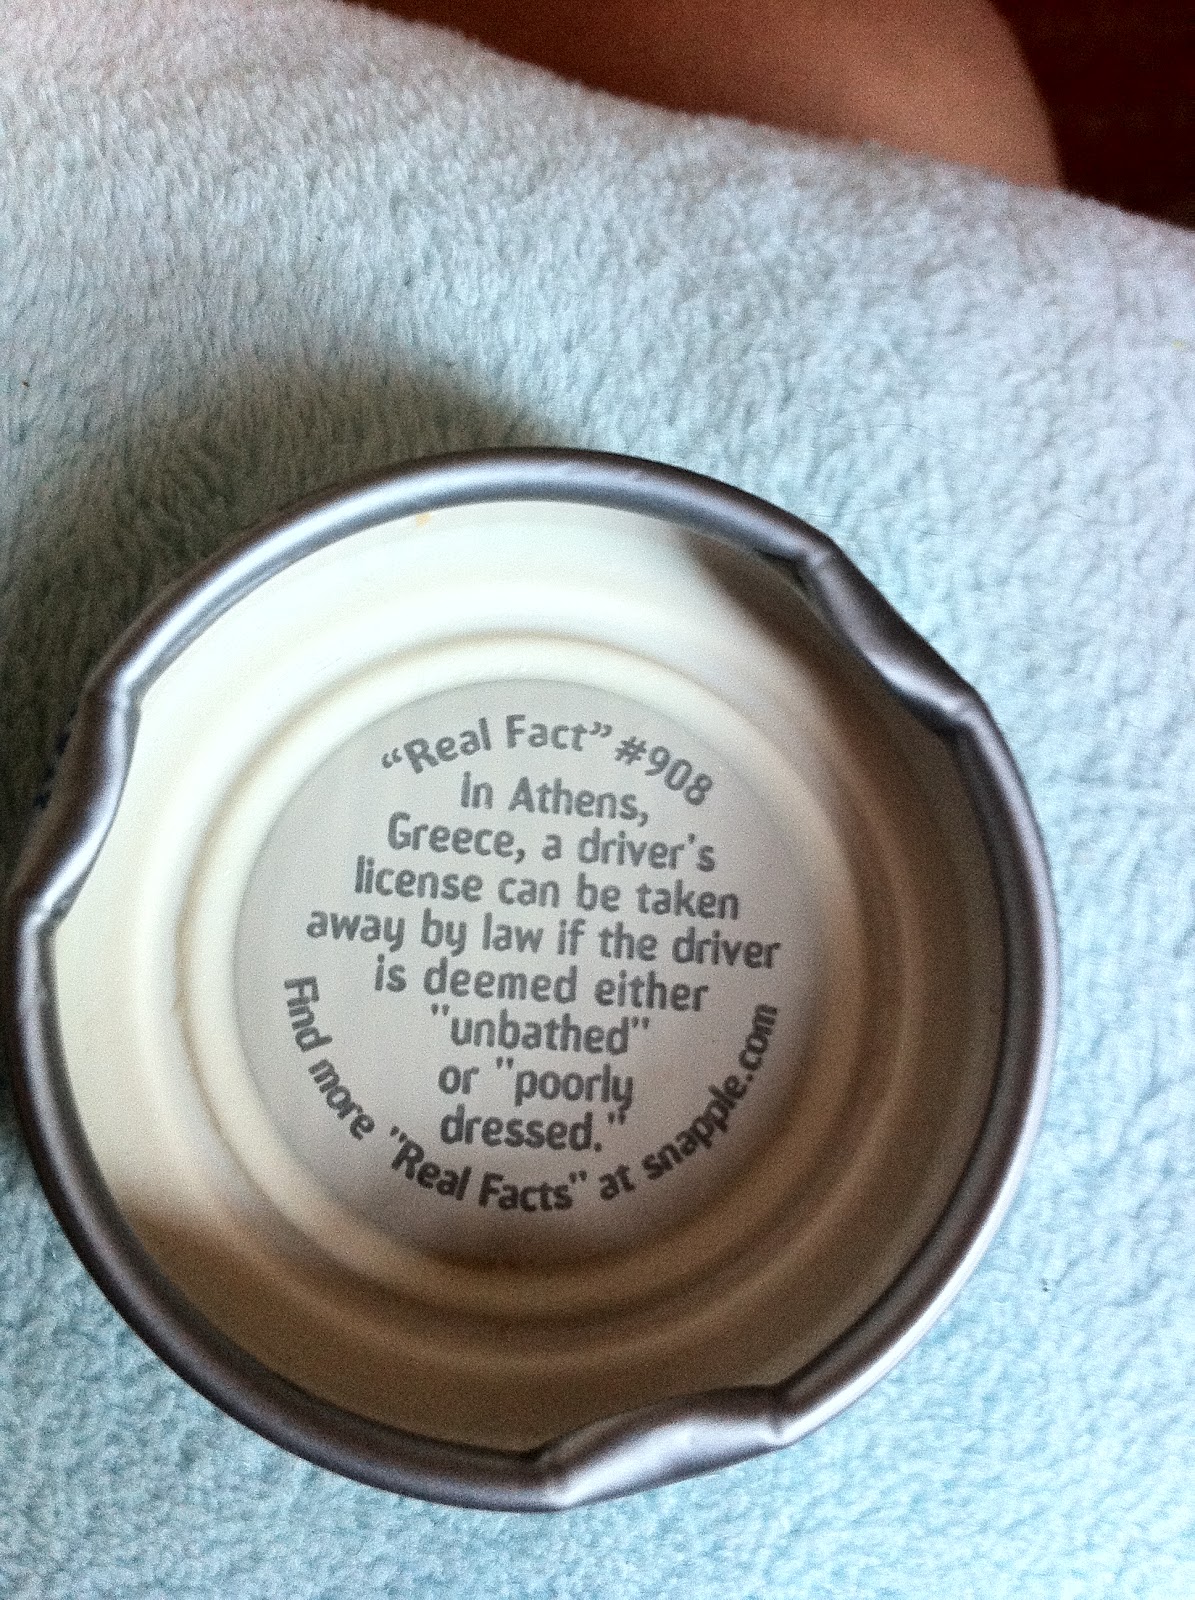 “Real Fact” #908
in Athens,
Greece, a driver's
license can be taken
away by law if the driver
is deemed either
"unbathed"
or "poorly
dressed."
Find more "Real Facts" at snapple.com